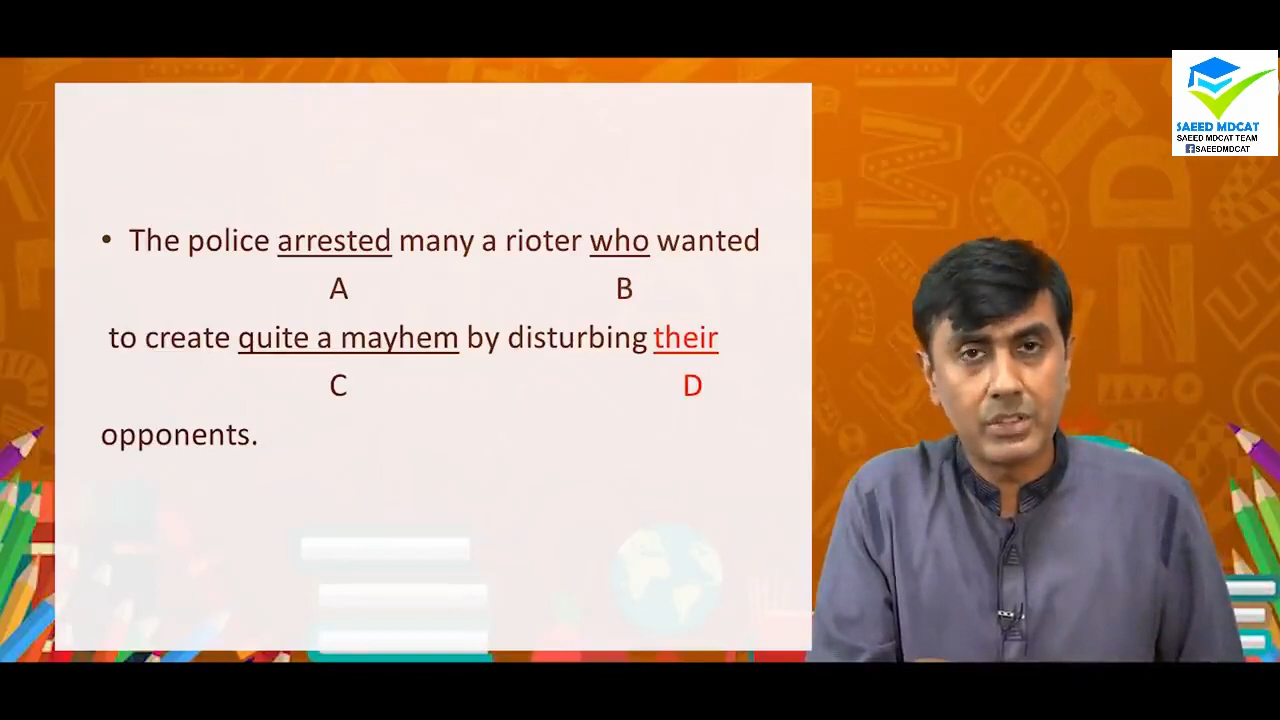 SAEED MDCAT
SAEED MDCAT TEAM
SAEEDMDCAT
• The police arrested many a rioter who wanted
A B
to create quite a mayhem by disturbing their
C D
opponents.